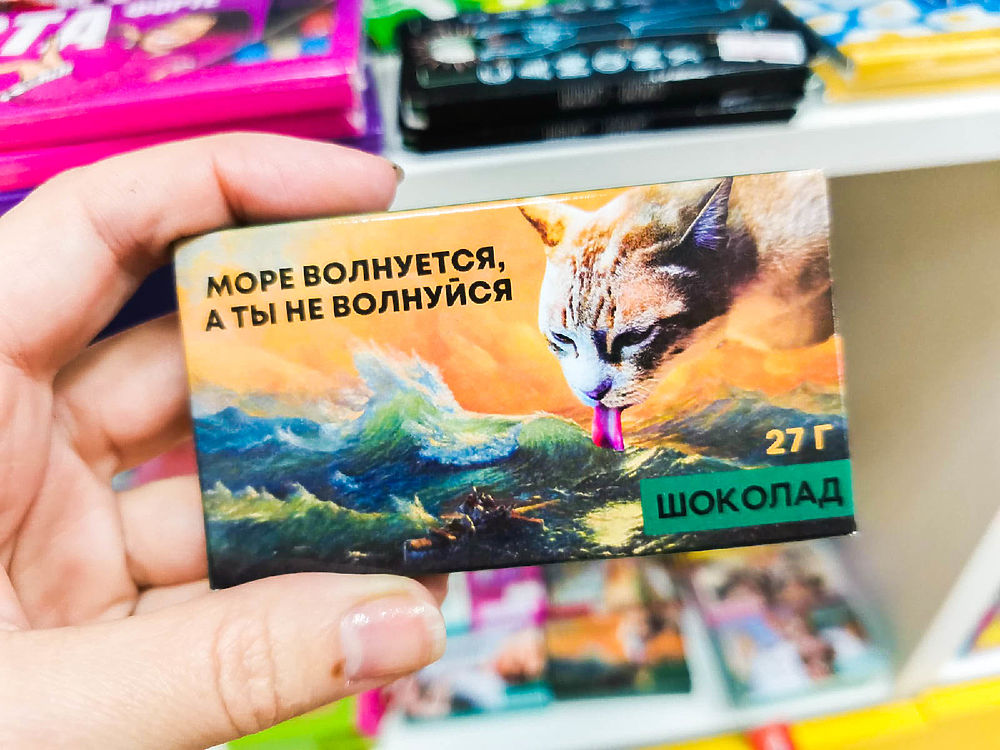 МОРЕ ВОЛНУЕТСЯ,
А ТЫ НЕ ВОЛНУЙСЯ
27 Г
ШОКОЛАД